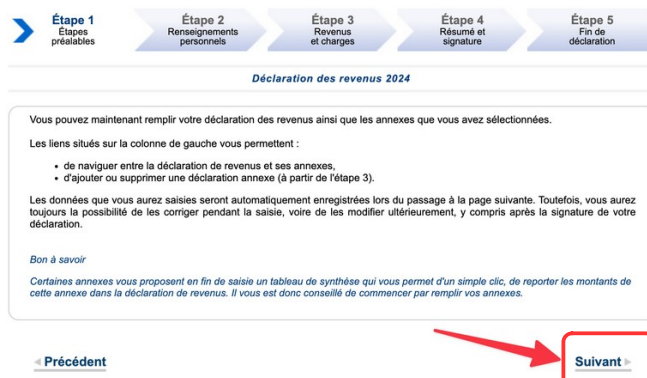 Étape 1
Étapes
préalables
Étape 2
Renseignements
personnels
Étape 3
Revenus
et charges
Étape 4
Résumé et
signature
Étape 5
Fin de
déclaration
Déclaration des revenus 2024
Vous pouvez maintenant remplir votre déclaration des revenus ainsi que les annexes que vous avez sélectionnées.
Les liens situés sur la colonne de gauche vous permettent :
• de naviguer entre la déclaration de revenus et ses annexes,
• d'ajouter ou supprimer une déclaration annexe (à partir de l'étape 3).
Les données que vous aurez saisies seront automatiquement enregistrées lors du passage à la page suivante. Toutefois, vous aurez
toujours la possibilité de les corriger pendant la saisie, voire de les modifier ultérieurement, y compris après la signature de votre
déclaration.
Bon à savoir
Certaines annexes vous proposent en fin de saisie un tableau de synthèse qui vous permet d'un simple clic, de reporter les montants de
cette annexe dans la déclaration de revenus. Il vous est donc conseillé de commencer par remplir vos annexes.
Précédent
Suivant